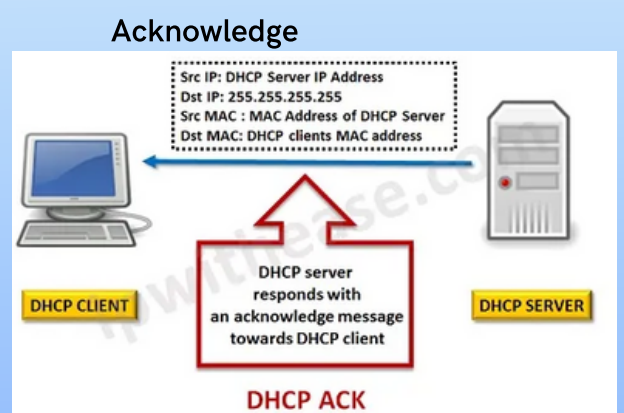 Acknowledge
Src IP: DHCP Server IP Address
Dst IP: 255.255.255.255
Src MAC : MAC Address of DHCP Server
Dst MAC: DHCP clients MAC address
ipwithease.com
DHCP server
responds with
an acknowledge message
towards DHCP client
DHCP CLIENT
DHCP SERVER
DHCP ACK